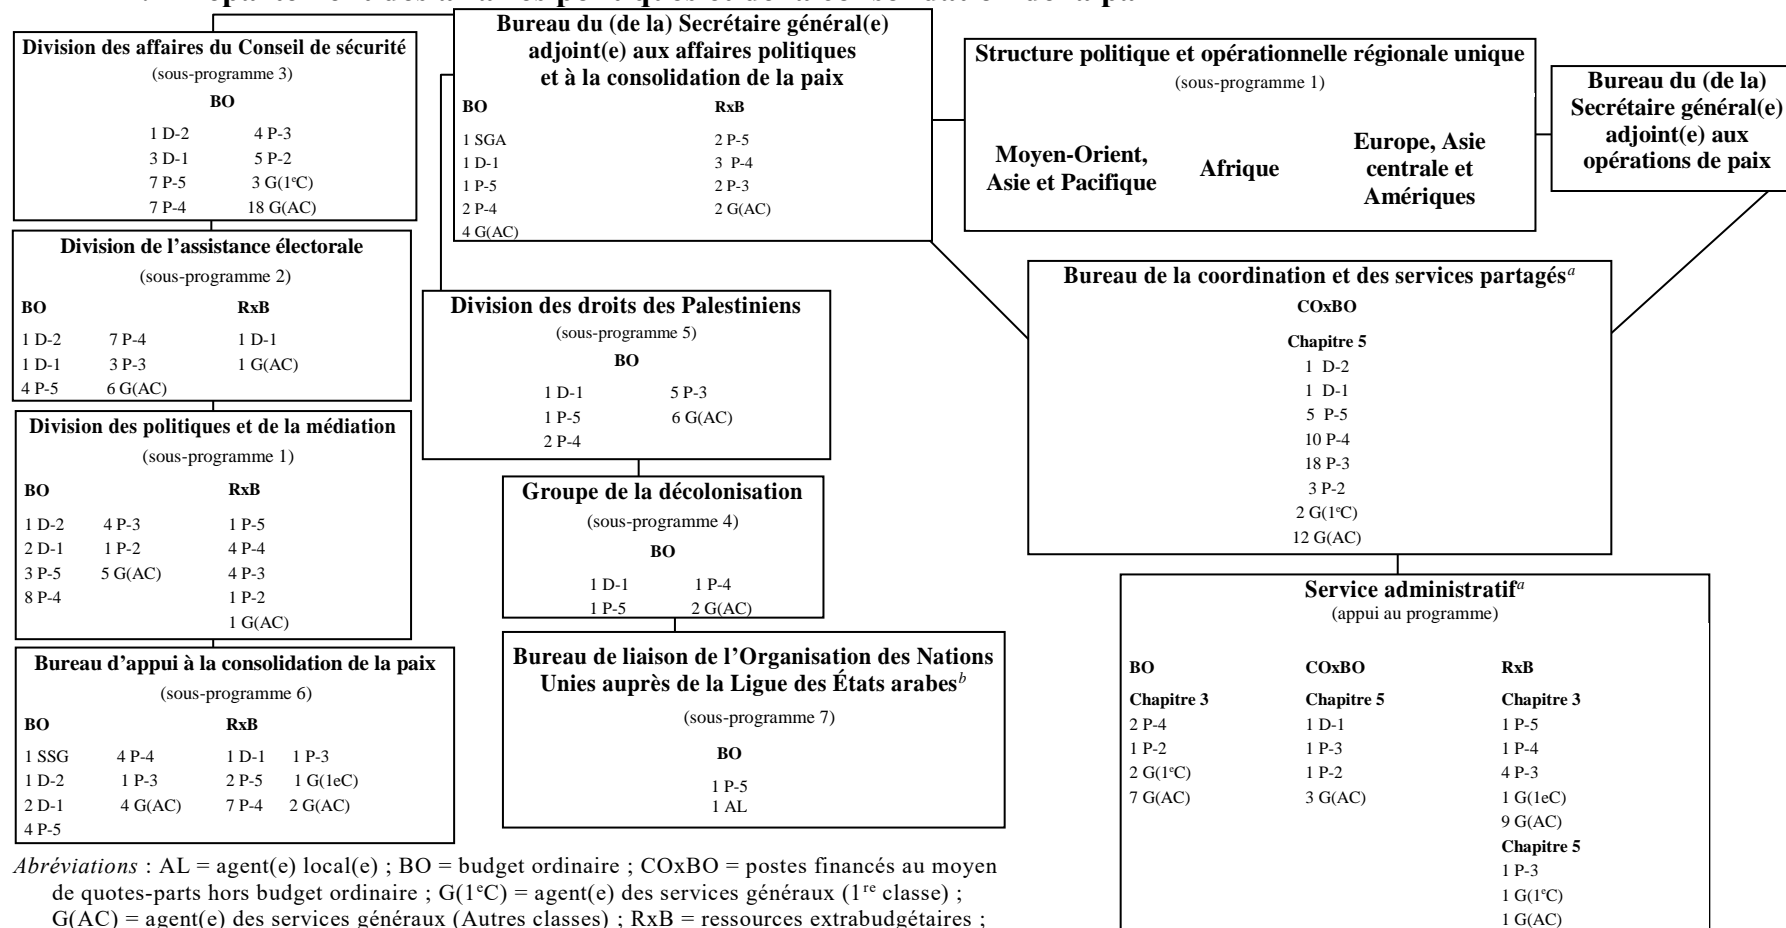 Division des affaires du Conseil de sécurité
(sous-programme 3)
BO
1 D-2 4 P-3
3 D-1 5 P-2
7 P-5 3 G(1eC)
7 P-4 18 G(AC)
Division de l’assistance électorale
(sous-programme 2)
BO RxB
1 D-2 7 P-4 1 D-1
1 D-1 3 P-3 1 G(AC)
4 P-5 6 G(AC)
Division des politiques et de la médiation
(sous-programme 1)
BO RxB
1 D-2 4 P-3 1 P-5
2 D-1 1 P-2 4 P-4
3 P-5 5 G(AC) 4 P-3
8 P-4 1 P-2
1 G(AC)
Bureau d’appui à la consolidation de la paix
(sous-programme 6)
BO RxB
1 SSG 4 P-4 1 D-1 1 P-3
1 D-2 1 P-3 2 P-5 1 G(1eC)
2 D-1 4 G(AC) 7 P-4 2 G(AC)
4 P-5
Bureau du (de la) Secrétaire général(e)
adjoint(e) aux affaires politiques
et à la consolidation de la paix
BO RxB
1 SGA 2 P-5
1 D-1 3 P-4
1 P-5 2 P-3
2 P-4 2 G(AC)
4 G(AC)
Division des droits des Palestiniens
(sous-programme 5)
BO
1 D-1 5 P-3
1 P-5 6 G(AC)
2 P-4
Groupe de la décolonisation
(sous-programme 4)
BO
1 D-1 1 P-4
1 P-5 2 G(AC)
Bureau de liaison de l’Organisation des Nations
Unies auprès de la Ligue des États arabesb
(sous-programme 7)
BO
1 P-5
1 AL
Structure politique et opérationnelle régionale unique
(sous-programme 1)
Moyen-Orient,
Asie et Pacifique
Afrique
Europe, Asie
centrale et
Amériques
Bureau du (de la)
Secrétaire général(e)
adjoint(e) aux
opérations de paix
Bureau de la coordination et des services partagésa
COxBO
Chapitre 5
1 D-2
1 D-1
5 P-5
10 P-4
18 P-3
3 P-2
2 G(1eC)
12 G(AC)
Service administratifa
(appui au programme)
BO COxBO RxB
Chapitre 3 Chapitre 5 Chapitre 3
2 P-4 1 D-1 1 P-5
1 P-2 1 P-3 1 P-4
2 G(1eC) 1 P-2 4 P-3
7 G(AC) 3 G(AC) 1 G(1eC)
9 G(AC)
Chapitre 5
1 P-3
1 G(1eC)
1 G(AC)
Abréviations : AL = agent(e) local(e) ; BO = budget ordinaire ; COxBO = postes financés au moyen
de quotes-parts hors budget ordinaire ; G(1eC) = agent(e) des services généraux (1re classe) ;
G(AC) = agent(e) des services généraux (Autres classes) ; RxB = ressources extrabudgétaires ;